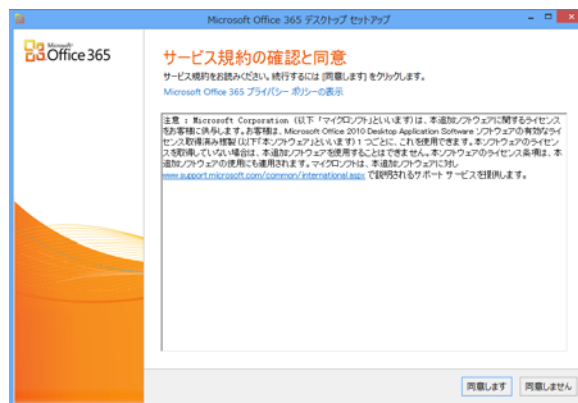 Microsoft Office 365 デスクトップ セットアップ
Microsoft
Office 365
サービス規約の確認と同意
サービス規約をお読みください。続行するには [同意します] をクリックします。
Microsoft Office 365 プライバシー ポリシーの表示
注意 : Microsoft Corporation (以下「マイクロソフト」といいます) は、本追加ソフトウェアに関するライセンス
をお客様に供与します。お客様は、Microsoft Office 2010 Desktop Application Software ソフトウェアの有効なライ
センス取得済み複製 (以下「本ソフトウェア」といいます) 1 つごとに、これを使用できます。本ソフトウェアのライセン
スを取得していない場合は、本追加ソフトウェアを使用することはできません。本ソフトウェアのライセンス条項は、本
追加ソフトウェアの使用にも適用されます。マイクロソフトは、本追加ソフトウェアに対し
www.support.microsoft.com/common/international.aspx で説明されるサポート サービスを提供します。
同意します
同意しません